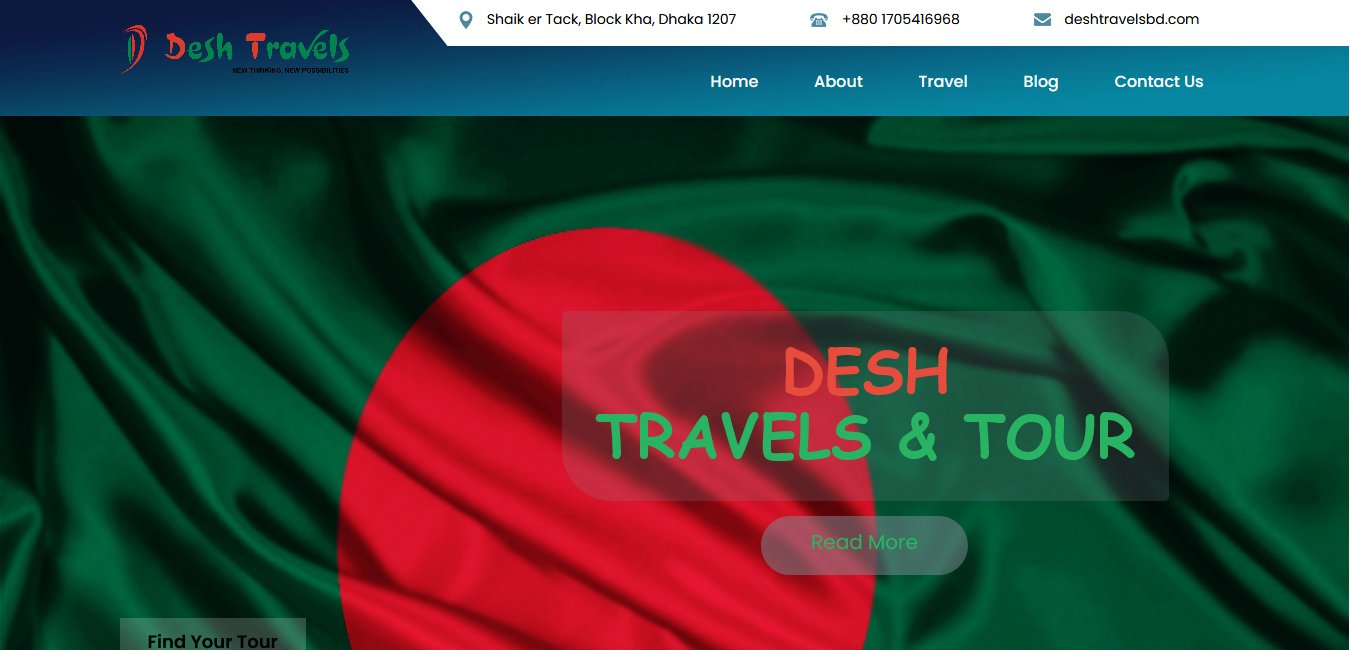 Shaik er Tack, Block Kha, Dhaka 1207
+880 1705416968
deshtravelsbd.com
Desh Travels
NEW THINKING, NEW POSSIBILITIES
Home
About
Travel
Blog
Contact Us
DESH
TRAVELS & TOUR
Read More
Find Your Tour